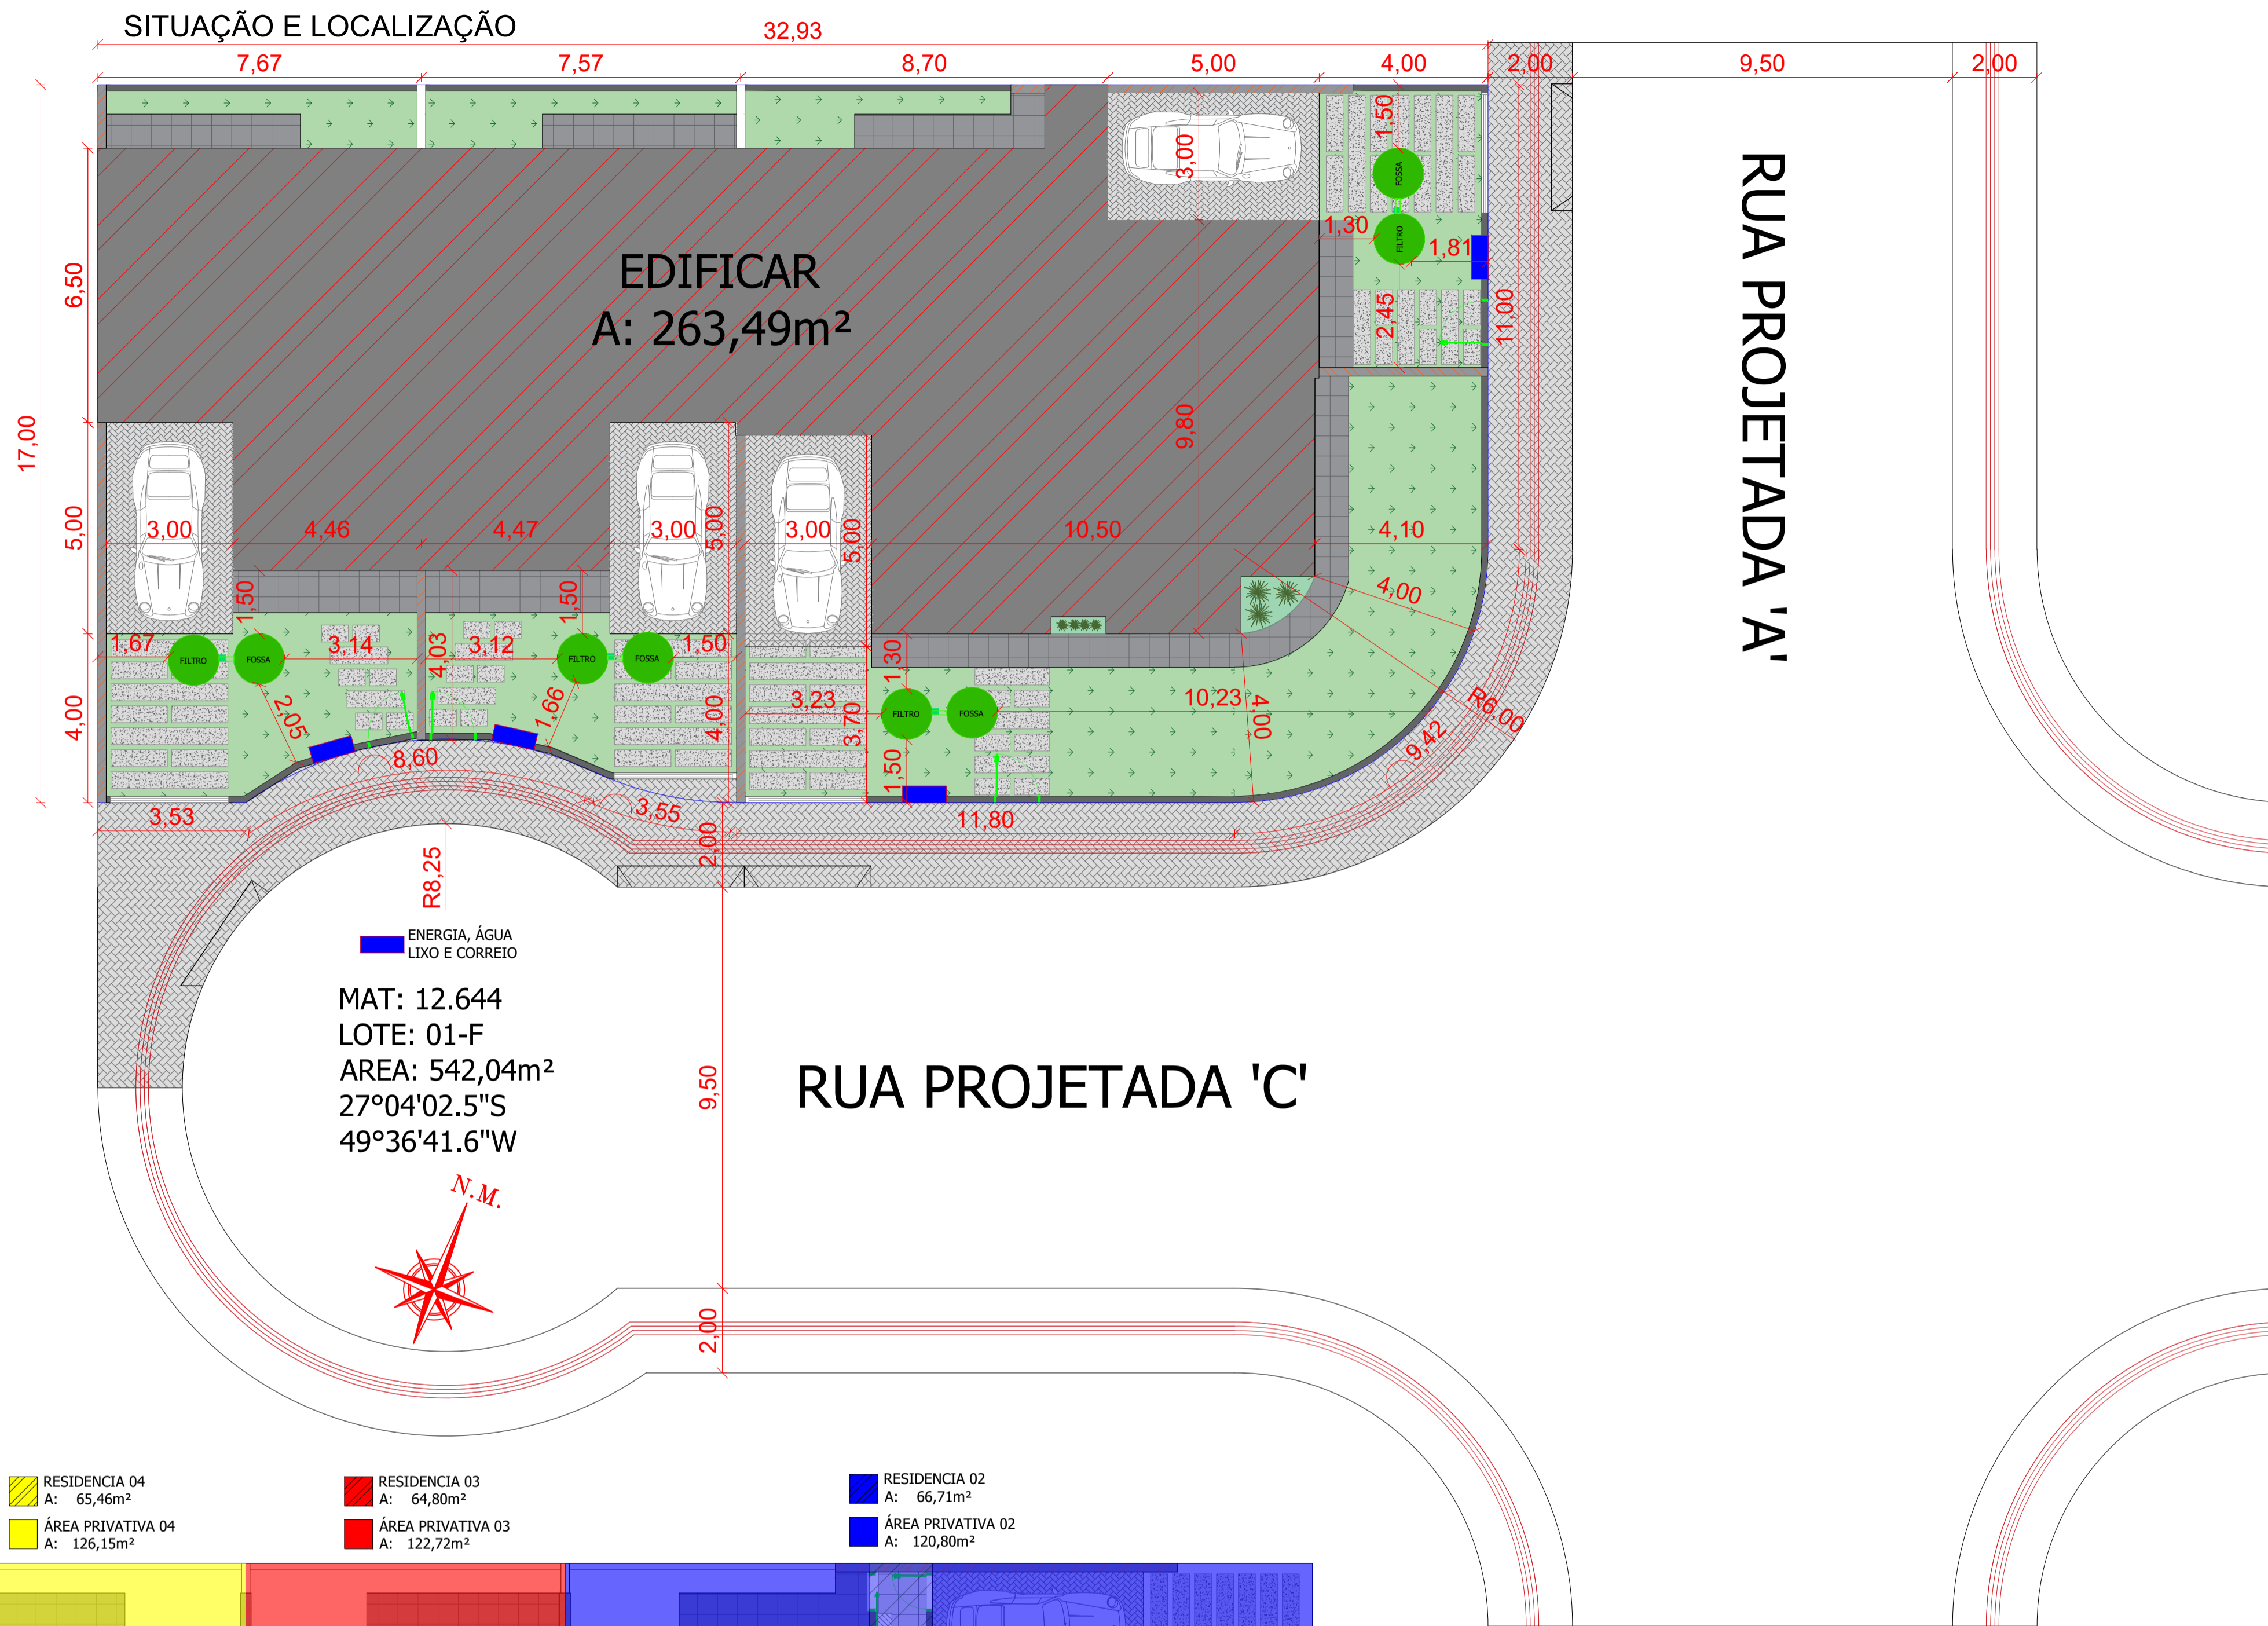 SITUAÇÃO E LOCALIZAÇÃO
32,93
7,67
7,57
8,70
5,00
4,00
2,00
9,50
2,00
1,50
3,00
FOSSA
1,30
FILTRO
1,81
2,45
11,00
EDIFICAR
A: 263,49m²
6,50
17,00
5,00
4,00
9,80
RUA PROJETADA 'A'
3,00
4,46
4,47
3,00
5,00
3,00
5,00
10,50
4,10
1,50
1,50
4,00
1,67
FILTRO
FOSSA
3,14
4,03
3,12
FILTRO
FOSSA
1,50
1,30
2,05
1,66
4,00
3,23
3,70
FILTRO
FOSSA
10,23
4,00
R6,00
9,42
1,50
8,60
3,53
3,55
2,00
11,80
R8,25
ENERGIA, ÁGUA
LIXO E CORREIO
MAT: 12.644
LOTE: 01-F
AREA: 542,04m²
27°04'02.5"S
49°36'41.6"W
9,50
RUA PROJETADA 'C'
N.M.
2,00
RESIDENCIA 04
A: 65,46m²
ÁREA PRIVATIVA 04
A: 126,15m²
RESIDENCIA 03
A: 64,80m²
ÁREA PRIVATIVA 03
A: 122,72m²
RESIDENCIA 02
A: 66,71m²
ÁREA PRIVATIVA 02
A: 120,80m²